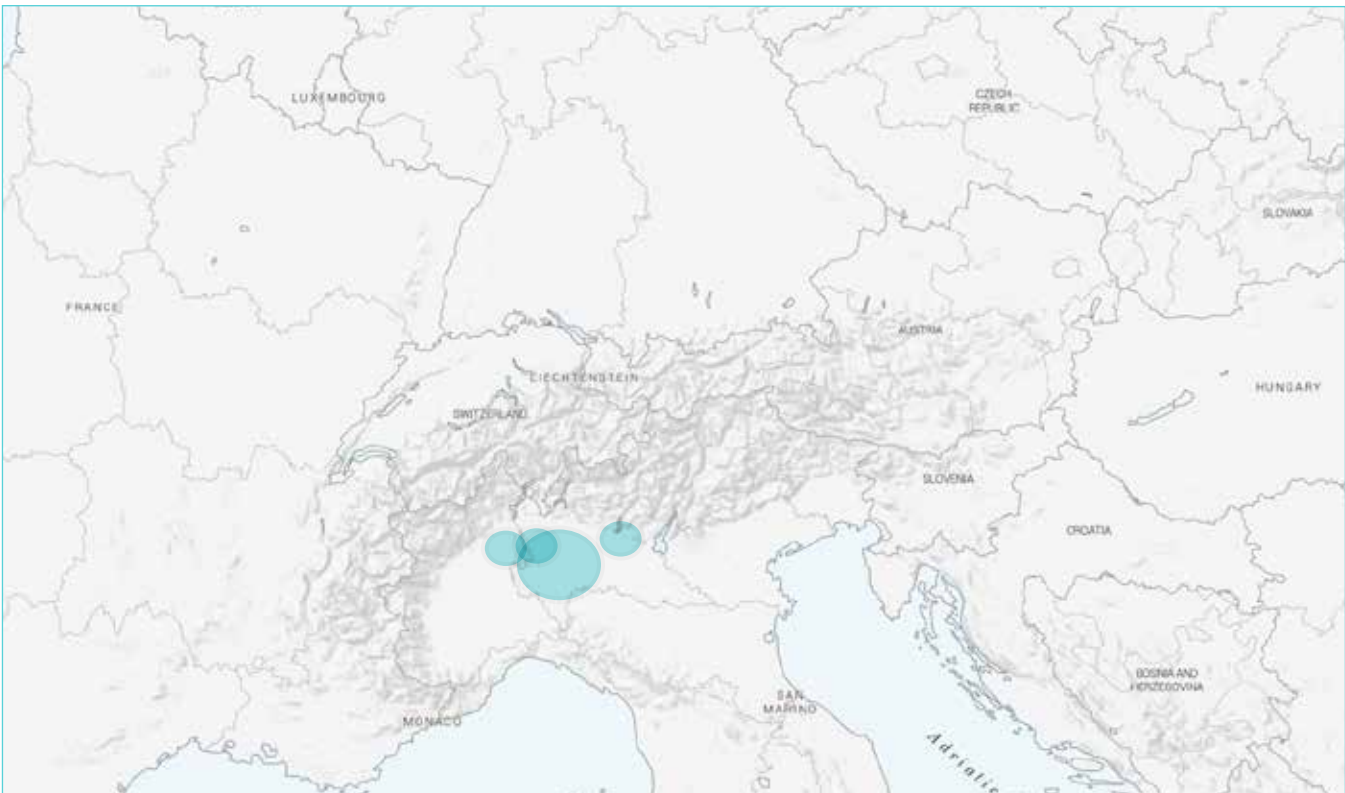 LUXEMBOURG
CZECH
REPUBLIC
SLOVAKIA
FRANCE
AUSTRIA
LIECHTENSTEIN
HUNGARY
SWITZERLAND
SLOVENIA
CROATIA
BOSNIA AND
HERZEGOVINA
SAN
MARINO
MONACO
Adriatic